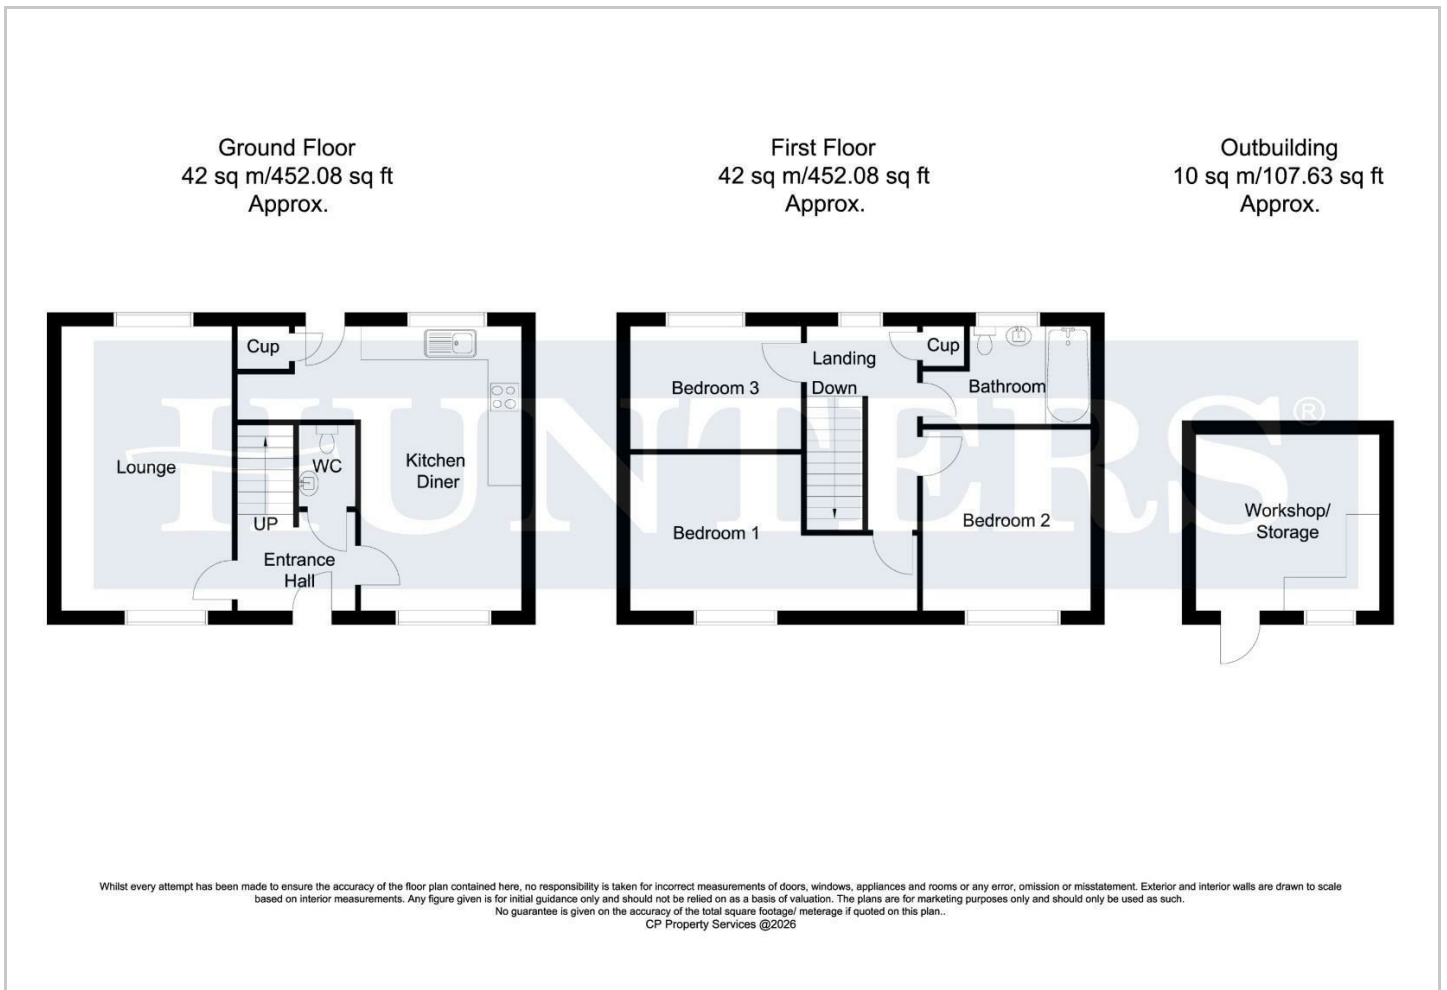 Ground Floor
42 sq m/452.08 sq ft
Approx.
First Floor
42 sq m/452.08 sq ft
Approx.
Outbuilding
10 sq m/107.63 sq ft
Approx.
Cup
Lounge
WC
UP
Entrance
Hall
Kitchen
Diner
Bedroom 3
Landing
Down
Cup
Bathroom
Bedroom 1
Bedroom 2
Workshop/
Storage
HUNTERS®
Whilst every attempt has been made to ensure the accuracy of the floor plan contained here, no responsibility is taken for incorrect measurements of doors, windows, appliances and rooms or any error, omission or misstatement. Exterior and interior walls are drawn to scale
based on interior measurements. Any figure given is for initial guidance only and should not be relied on as a basis of valuation. The plans are for marketing purposes only and should only be used as such.
No guarantee is given on the accuracy of the total square footage/ meterage if quoted on this plan..
CP Property Services @2026